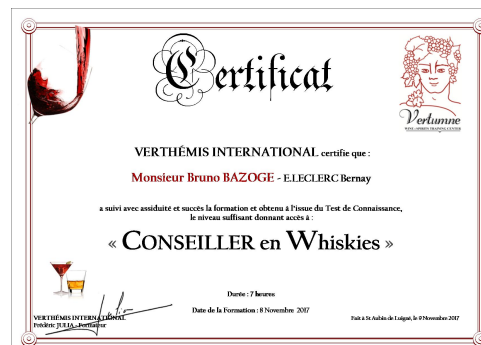 Certificat
Vertumne
WINE & SPIRITS TRAINING CENTER
VERTHÉMIS INTERNATIONAL certifie que :
Monsieur Bruno BAZOGE - E.LECLERC Bernay
a suivi avec assiduité et succès la formation et obtenu à l'issue du Test de Connaissance,
le niveau suffisant donnant accès à :
« CONSEILLER en Whiskies »
Durée : 7 heures
Date de la Formation : 8 Novembre 2017
VERTHÉMIS INTERNATIONAL
Frédéric JULIA - Formateur
Fait à St Aubin de Luigné, le 9 Novembre 2017